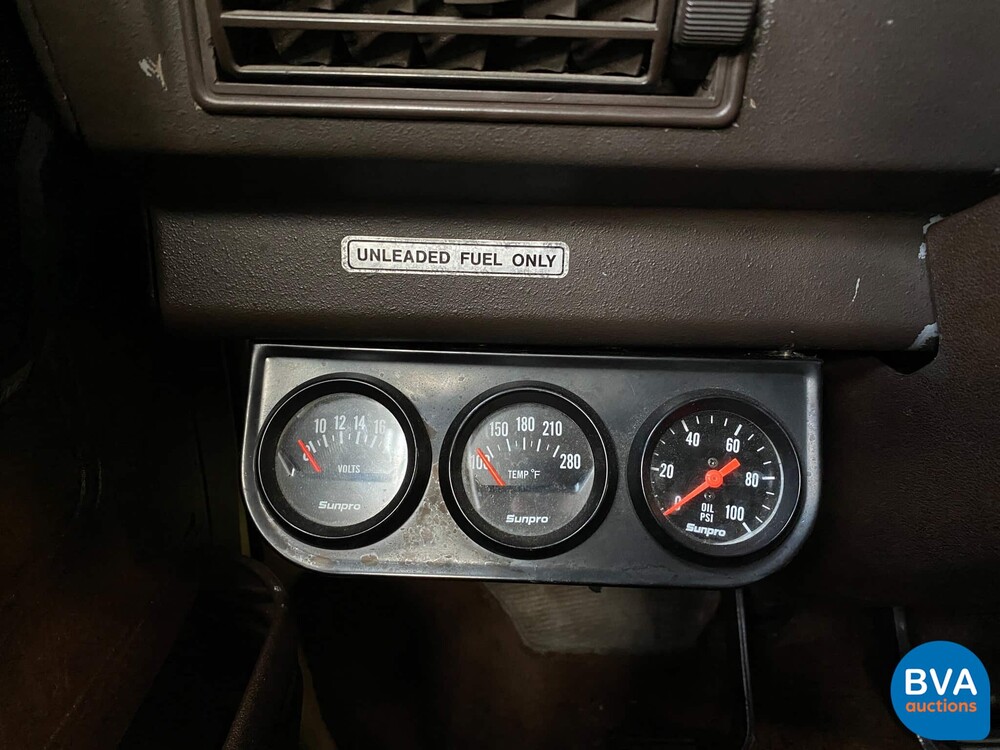 UNLEADED FUEL ONLY
8 10 12 14 16
VOLTS
Sunpro
100 150 180 210 280
TEMP °F
Sunpro
0 20 40 60 80 100
OIL
PSI
Sunpro
BVA
auctions